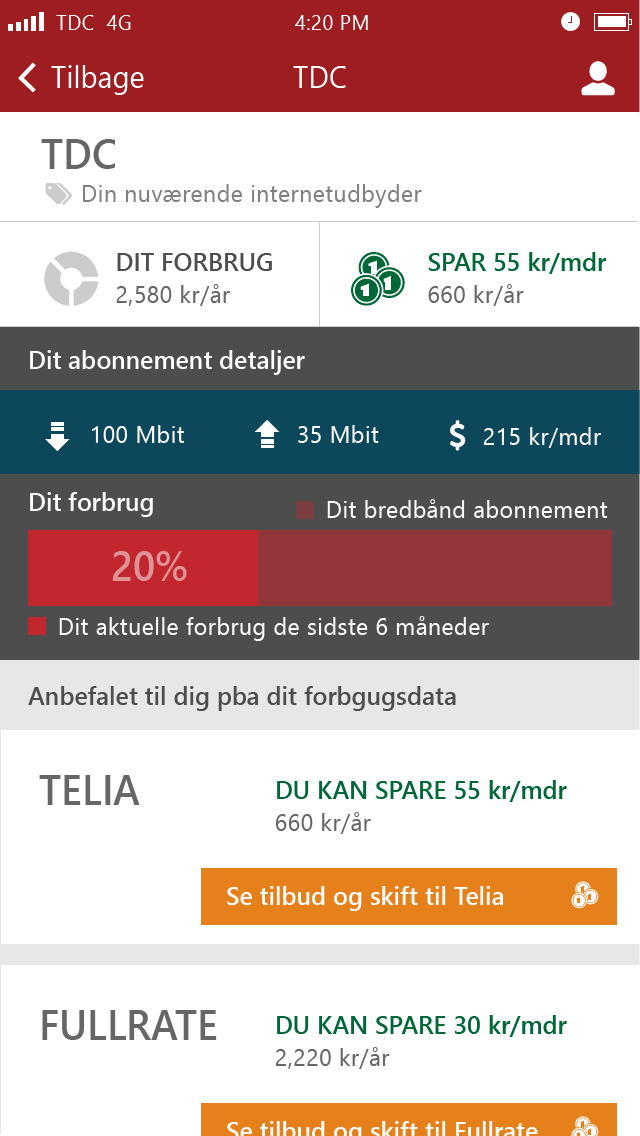 TDC 4G 4:20 PM
Tilbage TDC
TDC
Din nuværende internetudbyder
DIT FORBRUG
2,580 kr/år
SPAR 55 kr/mdr
660 kr/år
Dit abonnement detaljer
100 Mbit 35 Mbit $ 215 kr/mdr
Dit forbrug
Dit bredbånd abonnement
20%
Dit aktuelle forbrug de sidste 6 måneder
Anbefalet til dig pba dit forbgugsdata
TELIA
DU KAN SPARE 55 kr/mdr
660 kr/år
Se tilbud og skift til Telia
FULLRATE
DU KAN SPARE 30 kr/mdr
2,220 kr/år
Se tilbud og skift til Fullrate